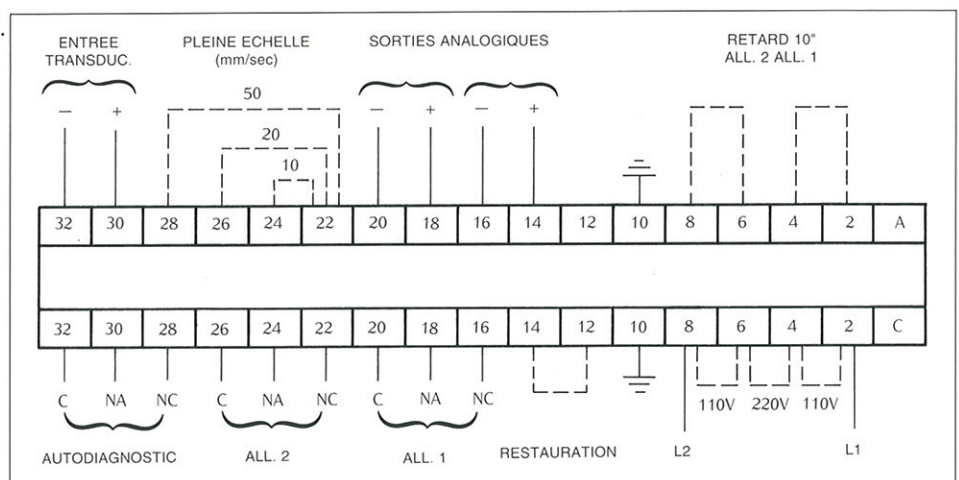 ENTREE
TRANSDUC.
PLEINE ECHELLE
(mm/sec)
SORTIES ANALOGIQUES
RETARD 10"
ALL. 2 ALL. 1
— + 50 — + — +
20
10
32 30 28 26 24 22 20 18 16 14 12 10 8 6 4 2 A
32 30 28 26 24 22 20 18 16 14 12 10 8 6 4 2 C
C NA NC C NA NC C NA NC
110V 220V 110V
AUTODIAGNOSTIC ALL. 2 ALL. 1 RESTAURATION L2 L1